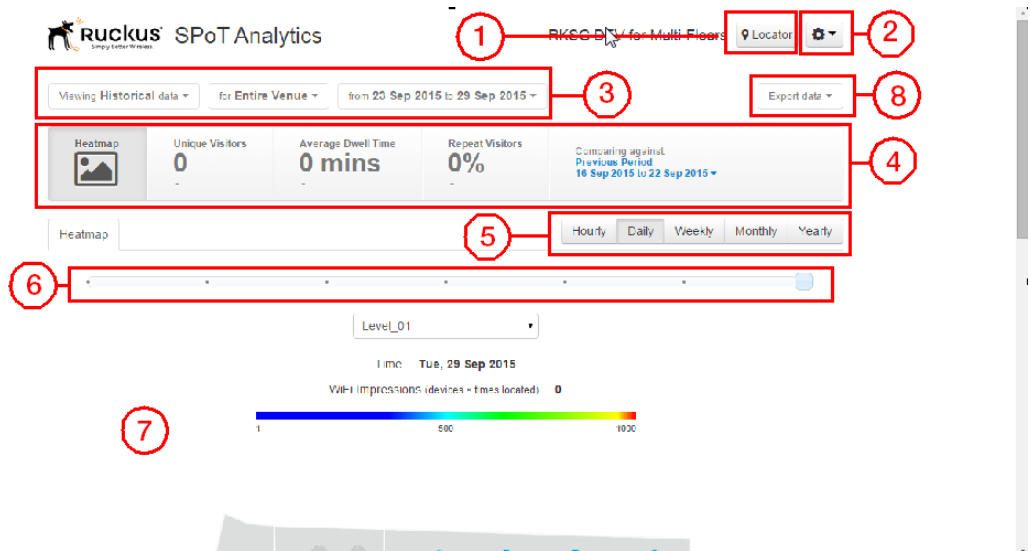 RUCKUS SPoT Analytics
Simply Better Wireless.
1
for Multi-Floors
Locator
2
Viewing Historical data
for Entire Venue
from 23 Sep 2015 to 29 Sep 2015
3
Export data
8
Heatmap
Unique Visitors
0
-
Average Dwell Time
0 mins
Repeat Visitors
0%
-
Comparing against
Previous Period
16 Sep 2015 to 22 Sep 2015
4
Heatmap
5
Hourly
Daily
Weekly
Monthly
Yearly
6
Level_01
Time Tue, 29 Sep 2015
WiFi Impressions (devices × times located) 0
7
1
500
1000